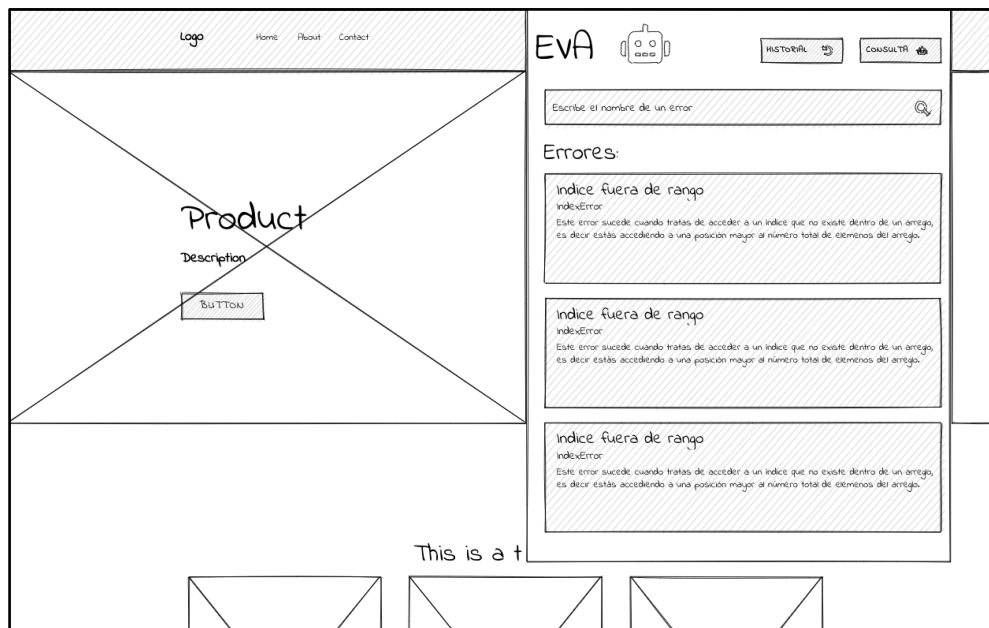 Logo
Home About Contact
Product
Description
BUTTON
This is a t
EVA
HISTORIAL
CONSULTA
Escribe el nombre de un error
Errores:
Indice fuera de rango
IndexError
Este error sucede cuando tratas de acceder a un indice que no existe dentro de un arreglo,
es decir estás accediendo a una posición mayor al número total de elemenos del arreglo.
Indice fuera de rango
IndexError
Este error sucede cuando tratas de acceder a un indice que no existe dentro de un arreglo,
es decir estás accediendo a una posición mayor al número total de elemenos del arreglo.
Indice fuera de rango
IndexError
Este error sucede cuando tratas de acceder a un indice que no existe dentro de un arreglo,
es decir estás accediendo a una posición mayor al número total de elemenos del arreglo.